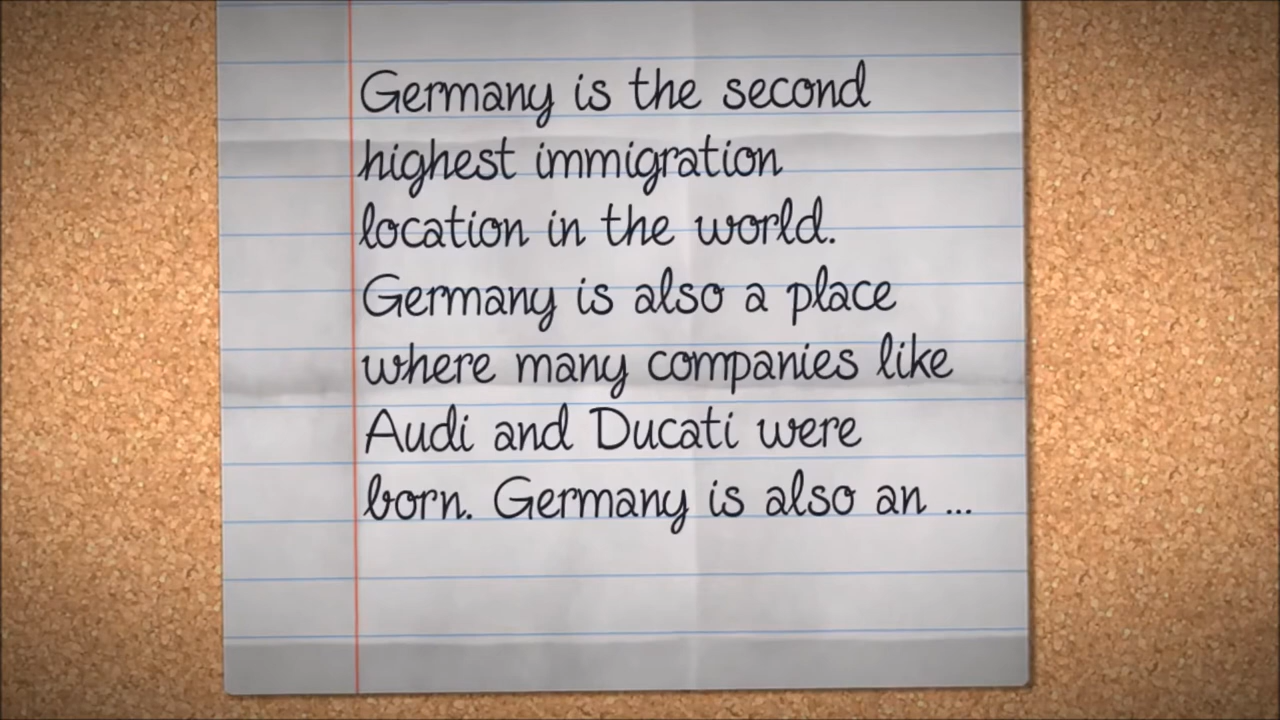 Germany is the second
highest immigration
location in the world.
Germany is also a place
where many companies like
Audi and Ducati were
born. Germany is also an ...